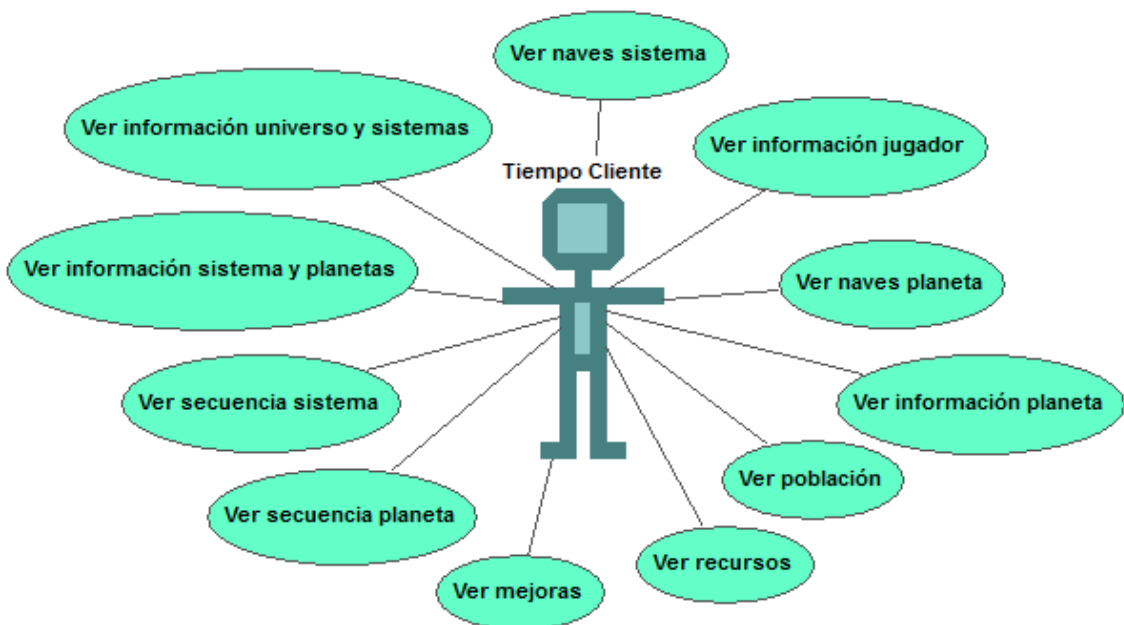 Ver naves sistema
Ver información universo y sistemas
Ver información jugador
Tiempo Cliente
Ver información sistema y planetas
Ver naves planeta
Ver secuencia sistema
Ver información planeta
Ver población
Ver secuencia planeta
Ver recursos
Ver mejoras